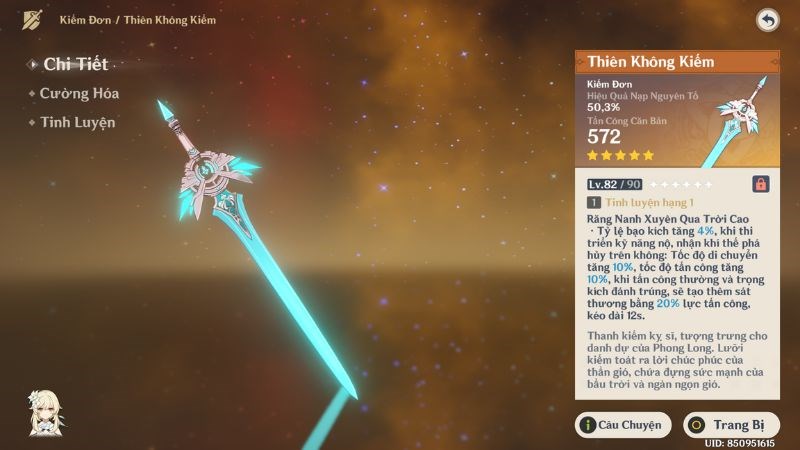 Kiếm Đơn / Thiên Không Kiếm
Chi Tiết
Cường Hóa
Tinh Luyện
Thiên Không Kiếm
Kiếm Đơn
Hiệu Quả Nạp Nguyên Tố
50,3%
Tấn Công Căn Bản
572
Lv.82 / 90
1 Tinh luyện hạng 1
Răng Nanh Xuyên Qua Trời Cao
· Tỷ lệ bạo kích tăng 4%, khi thi
triển kỹ năng nộ, nhận khí thế phá
hủy trên không: Tốc độ di chuyển
tăng 10%, tốc độ tấn công tăng
10%, khi tấn công thường và trọng
kích đánh trúng, sẽ tạo thêm sát
thương bằng 20% lực tấn công,
kéo dài 12s.
Thanh kiếm kỵ sĩ, tượng trưng cho
danh dự của Phong Long. Lưỡi
kiếm toát ra lời chúc phúc của
thần gió, chứa đựng sức mạnh của
bầu trời và ngàn ngọn gió.
Câu Chuyện
Trang Bị
UID: 850951615